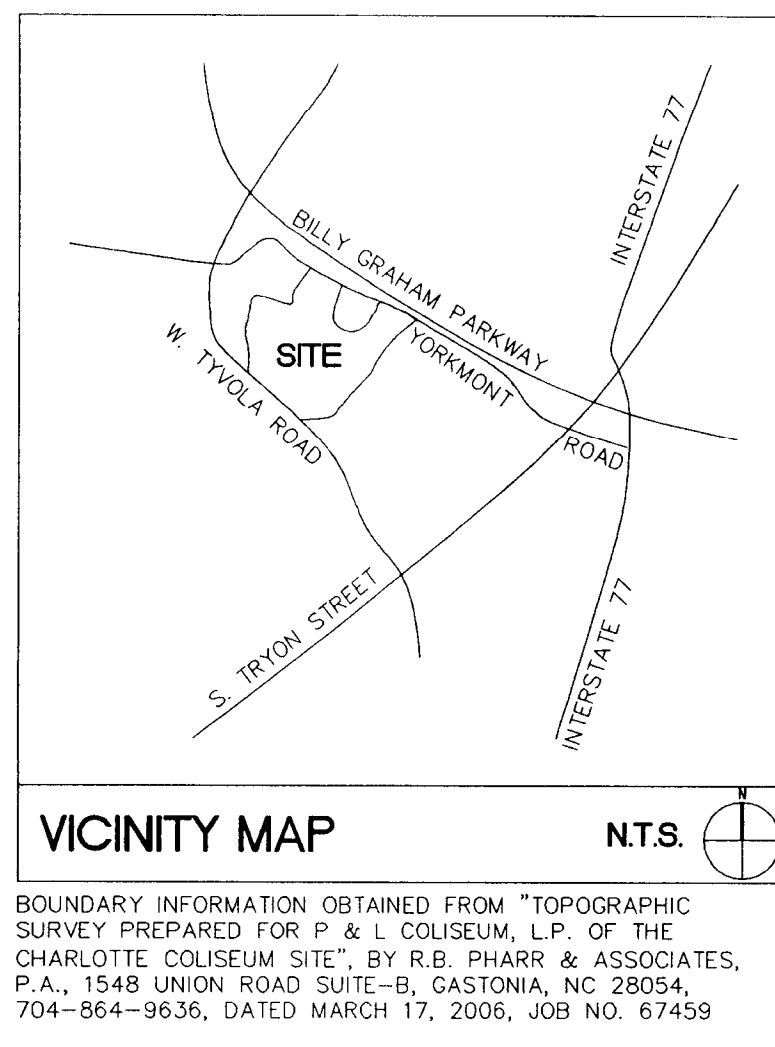 INTERSTATE 77
BILLY GRAHAM PARKWAY
SITE
YORKMONT
ROAD
W. TYVOLA ROAD
S. TRYON STREET
INTERSTATE 77
VICINITY MAP
N.T.S.
N
BOUNDARY INFORMATION OBTAINED FROM "TOPOGRAPHIC
SURVEY PREPARED FOR P & L COLISEUM, L.P. OF THE
CHARLOTTE COLISEUM SITE", BY R.B. PHARR & ASSOCIATES,
P.A., 1548 UNION ROAD SUITE-B, GASTONIA, NC 28054,
704-864-9636, DATED MARCH 17, 2006, JOB NO. 67459